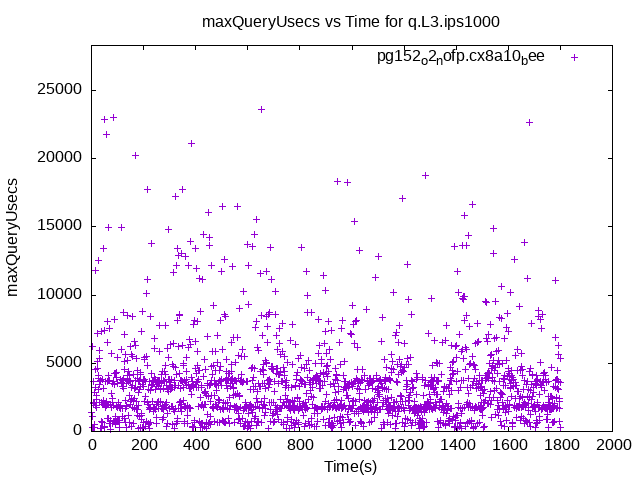 maxQueryUsecs vs Time for q.L3.ips1000
pg152o2nofp.cx8a10bee
25000
20000
15000
10000
5000
0
maxQueryUsecs
0 200 400 600 800 1000 1200 1400 1600 1800 2000
Time(s)